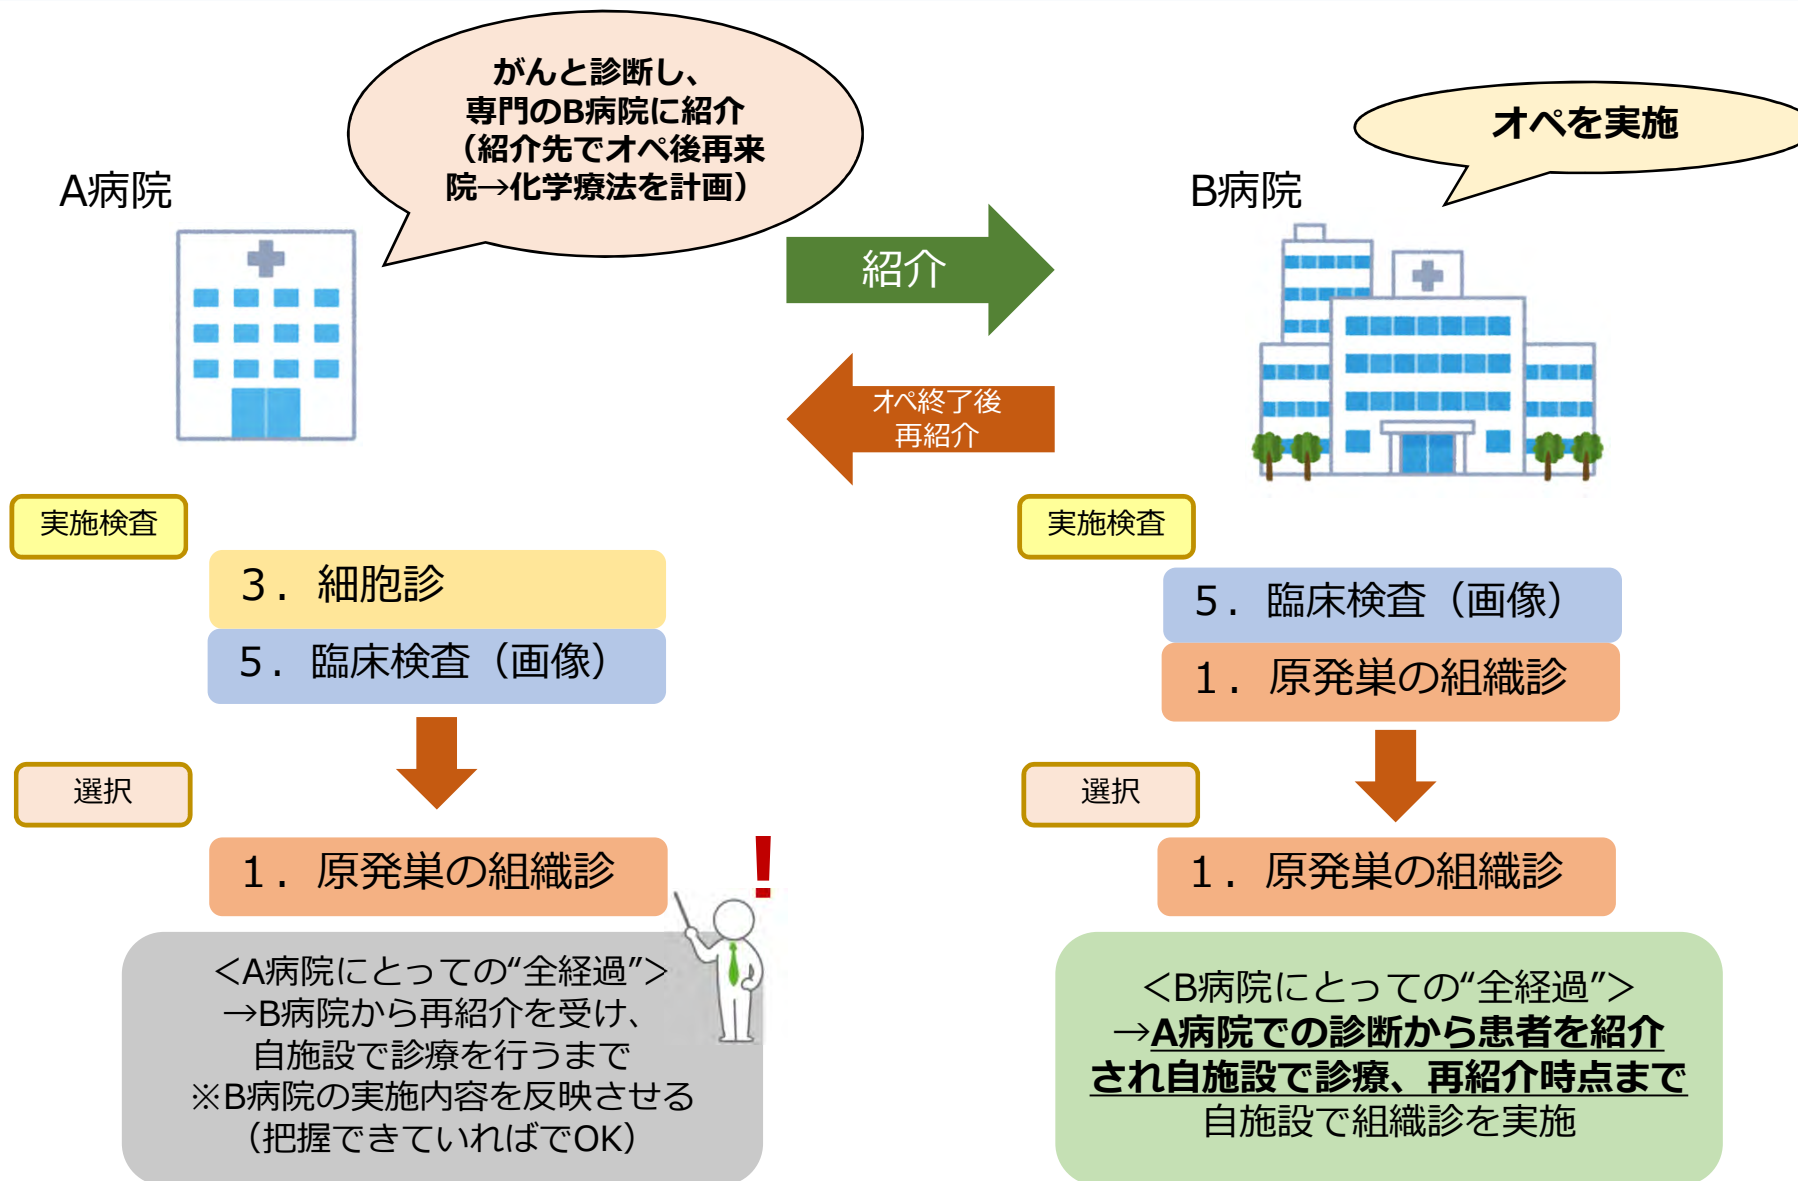 がんと診断し、
専門のB病院に紹介
（紹介先でオペ後再来
院→化学療法を計画）
オペを実施
A病院
B病院
紹介
オペ終了後
再紹介
実施検査
３．細胞診
５．臨床検査（画像）
選択
１．原発巣の組織診
！
＜A病院にとっての“全経過”＞
→B病院から再紹介を受け、
自施設で診療を行うまで
※B病院の実施内容を反映させる
（把握できていればでOK）
実施検査
５．臨床検査（画像）
１．原発巣の組織診
選択
１．原発巣の組織診
＜B病院にとっての“全経過”＞
→A病院での診断から患者を紹介
され自施設で診療、再紹介時点まで
自施設で組織診を実施